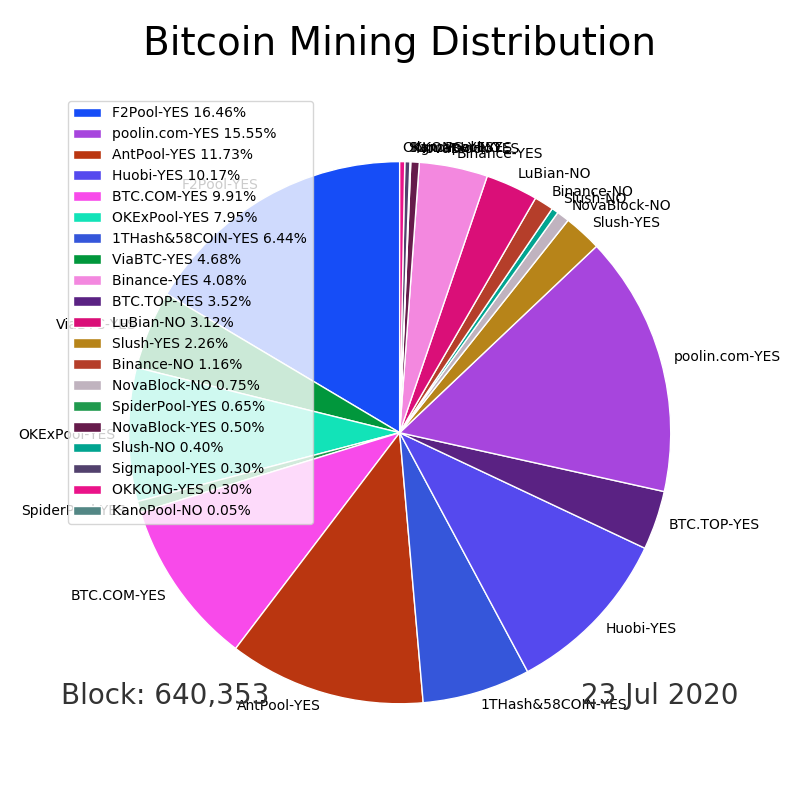 Bitcoin Mining Distribution
F2Pool-YES 16.46%
poolin.com-YES 15.55%
AntPool-YES 11.73%
Huobi-YES 10.17%
BTC.COM-YES 9.91%
OKExPool-YES 7.95%
1THash&58COIN-YES 6.44%
ViaBTC-YES 4.68%
Binance-YES 4.08%
BTC.TOP-YES 3.52%
LuBian-NO 3.12%
Slush-YES 2.26%
Binance-NO 1.16%
NovaBlock-NO 0.75%
SpiderPool-YES 0.65%
NovaBlock-YES 0.50%
Slush-NO 0.40%
Sigmapool-YES 0.30%
OKKONG-YES 0.30%
KanoPool-NO 0.05%
Binance-YES
LuBian-NO
Binance-NO
Slush-NO
NovaBlock-NO
Slush-YES
poolin.com-YES
BTC.TOP-YES
Huobi-YES
1THash&58COIN-YES
AntPool-YES
BTC.COM-YES
SpiderPool-YES
OKExPool-YES
ViaBTC-YES
F2Pool-YES
Block: 640,353
23 Jul 2020